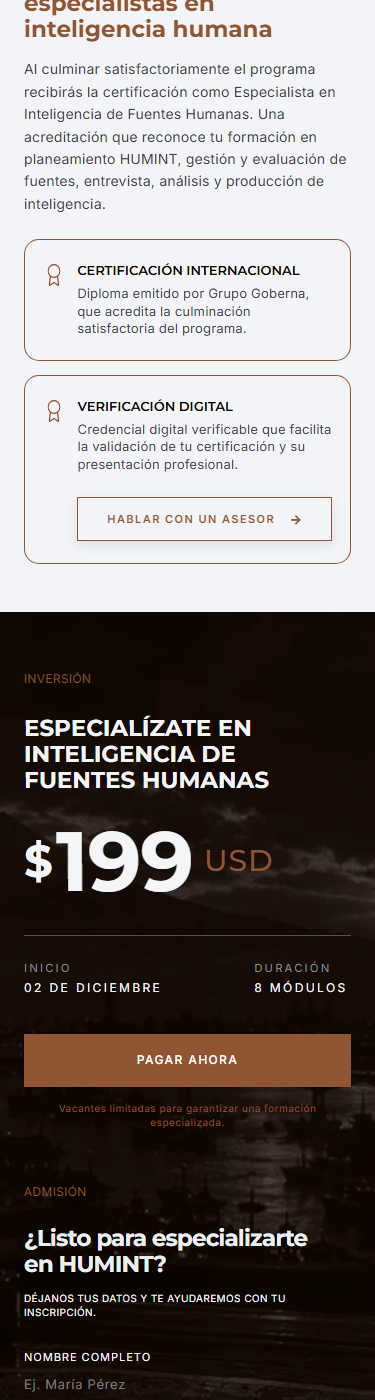 especialistas en
inteligencia humana
Al culminar satisfactoriamente el programa
recibirás la certificación como Especialista en
Inteligencia de Fuentes Humanas. Una
acreditación que reconoce tu formación en
planeamiento HUMINT, gestión y evaluación de
fuentes, entrevista, análisis y producción de
inteligencia.
CERTIFICACIÓN INTERNACIONAL
Diploma emitido por Grupo Goberna,
que acredita la culminación
satisfactoria del programa.
VERIFICACIÓN DIGITAL
Credencial digital verificable que facilita
la validación de tu certificación y su
presentación profesional.
HABLAR CON UN ASESOR →
INVERSIÓN
ESPECIALÍZATE EN
INTELIGENCIA DE
FUENTES HUMANAS
$199 USD
INICIO
02 DE DICIEMBRE
DURACIÓN
8 MÓDULOS
PAGAR AHORA
Vacantes limitadas para garantizar una formación
especializada.
ADMISIÓN
¿Listo para especializarte
en HUMINT?
DÉJANOS TUS DATOS Y TE AYUDAREMOS CON TU
INSCRIPCIÓN.
NOMBRE COMPLETO
Ej. María Pérez